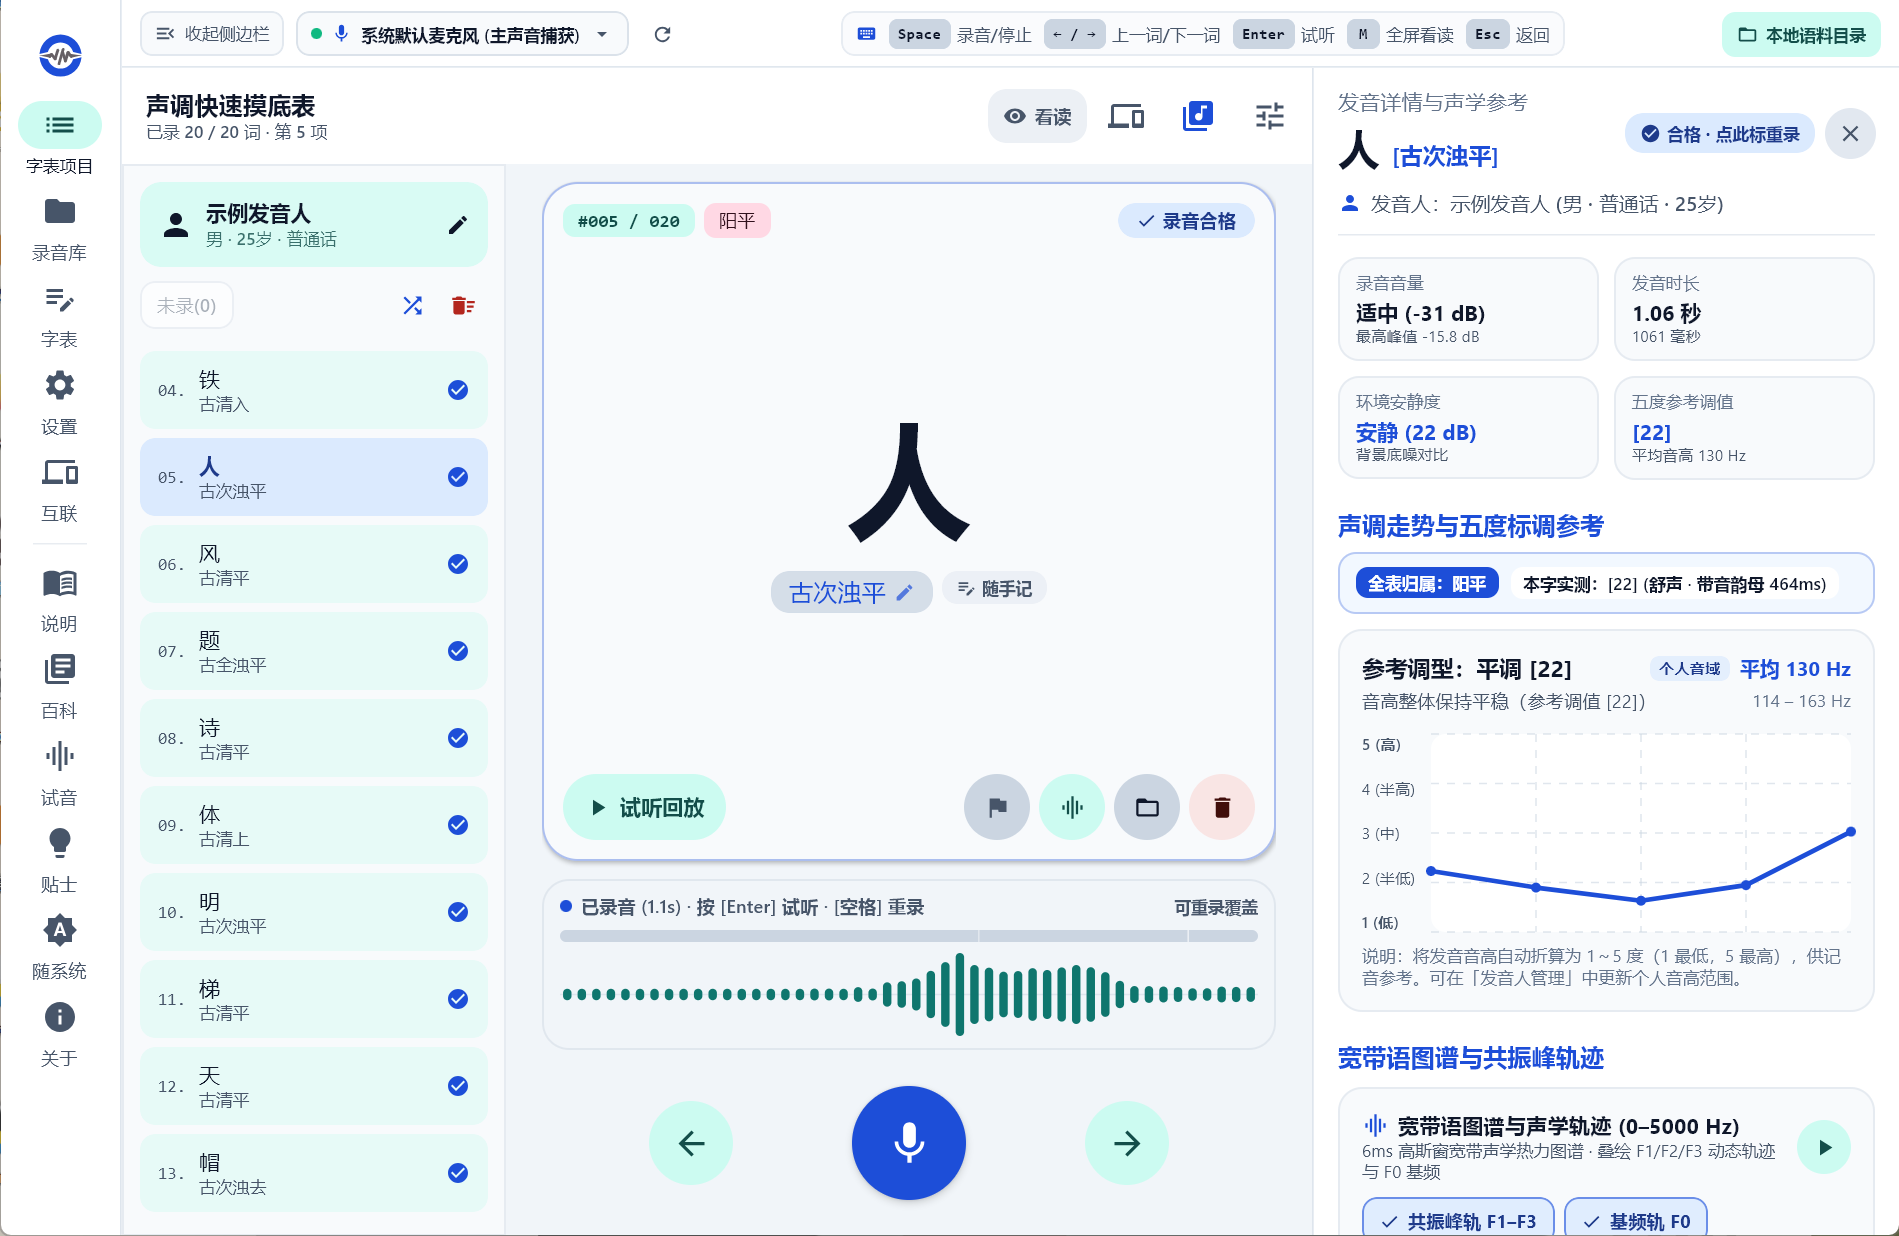 收起侧边栏
系统默认麦克风 (主声音捕获)
Space 录音/停止 ← / → 上一词/下一词 Enter 试听 M 全屏看读 Esc 返回
本地语料目录
字表项目
录音库
字表
设置
互联
说明
百科
试音
贴士
A
随系统
关于
声调快速摸底表
已录 20 / 20 词 · 第 5 项
看读
示例发音人
男 · 25岁 · 普通话
未录(0)
04. 铁
古清入
05. 人
古次浊平
06. 风
古清平
07. 题
古全浊平
08. 诗
古清平
09. 体
古清上
10. 明
古次浊平
11. 梯
古清平
12. 天
古清平
13. 帽
古次浊去
#005 / 020 阳平
录音合格
人
古次浊平
随手记
试听回放
已录音 (1.1s) · 按 [Enter] 试听 · [空格] 重录
可重录覆盖
发音详情与声学参考
人 [古次浊平]
合格 · 点此标重录
发音人：示例发音人 (男 · 普通话 · 25岁)
录音音量
适中 (-31 dB)
最高峰值 -15.8 dB
发音时长
1.06 秒
1061 毫秒
环境安静度
安静 (22 dB)
背景底噪对比
五度参考调值
[22]
平均音高 130 Hz
声调走势与五度标调参考
全表归属：阳平
本字实测：[22] (舒声 · 带音韵母 464ms)
参考调型：平调 [22]
个人音域 平均 130 Hz
音高整体保持平稳（参考调值 [22]）
114 – 163 Hz
5 (高)
4 (半高)
3 (中)
2 (半低)
1 (低)
说明：将发音音高自动折算为 1～5 度（1 最低，5 最高），供记
音参考。可在「发音人管理」中更新个人音高范围。
宽带语图谱与共振峰轨迹
宽带语图谱与声学轨迹 (0–5000 Hz)
6ms 高斯窗宽带声学热力图谱 · 叠绘 F1/F2/F3 动态轨迹
与 F0 基频
共振峰轨 F1–F3
基频轨 F0